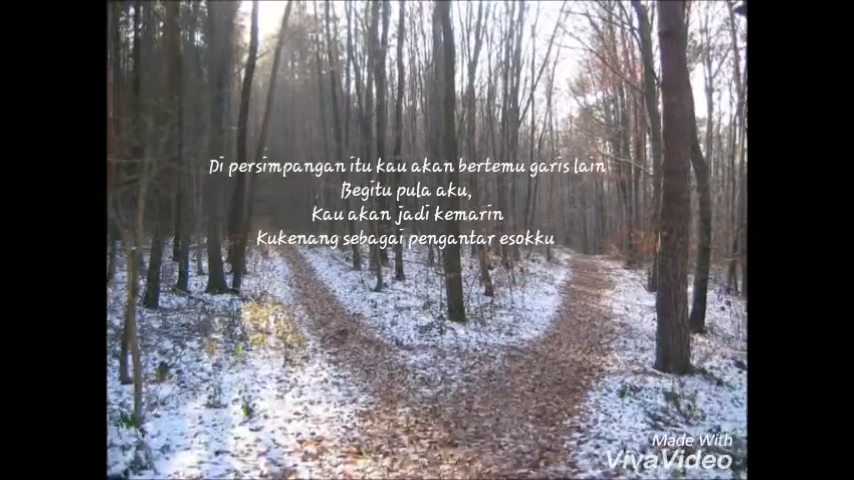 Di persimpangan itu kau akan bertemu garis lain
Begitu pula aku,
Kau akan jadi kemarin
Kukenang sebagai pengantar esokku
Made With
VivaVideo